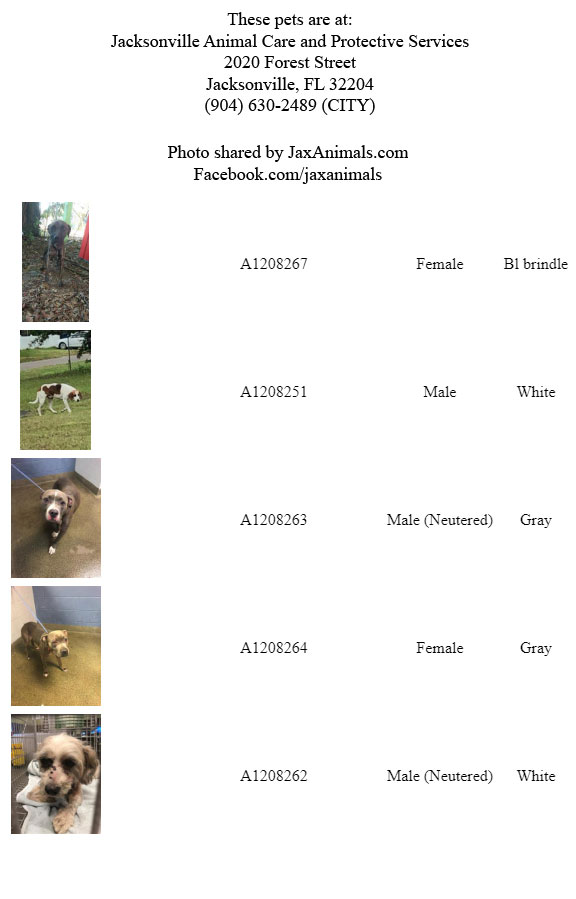 These pets are at:
Jacksonville Animal Care and Protective Services
2020 Forest Street
Jacksonville, FL 32204
(904) 630-2489 (CITY)
Photo shared by JaxAnimals.com
Facebook.com/jaxanimals
A1208267 Female Bl brindle
A1208251 Male White
A1208263 Male (Neutered) Gray
A1208264 Female Gray
A1208262 Male (Neutered) White